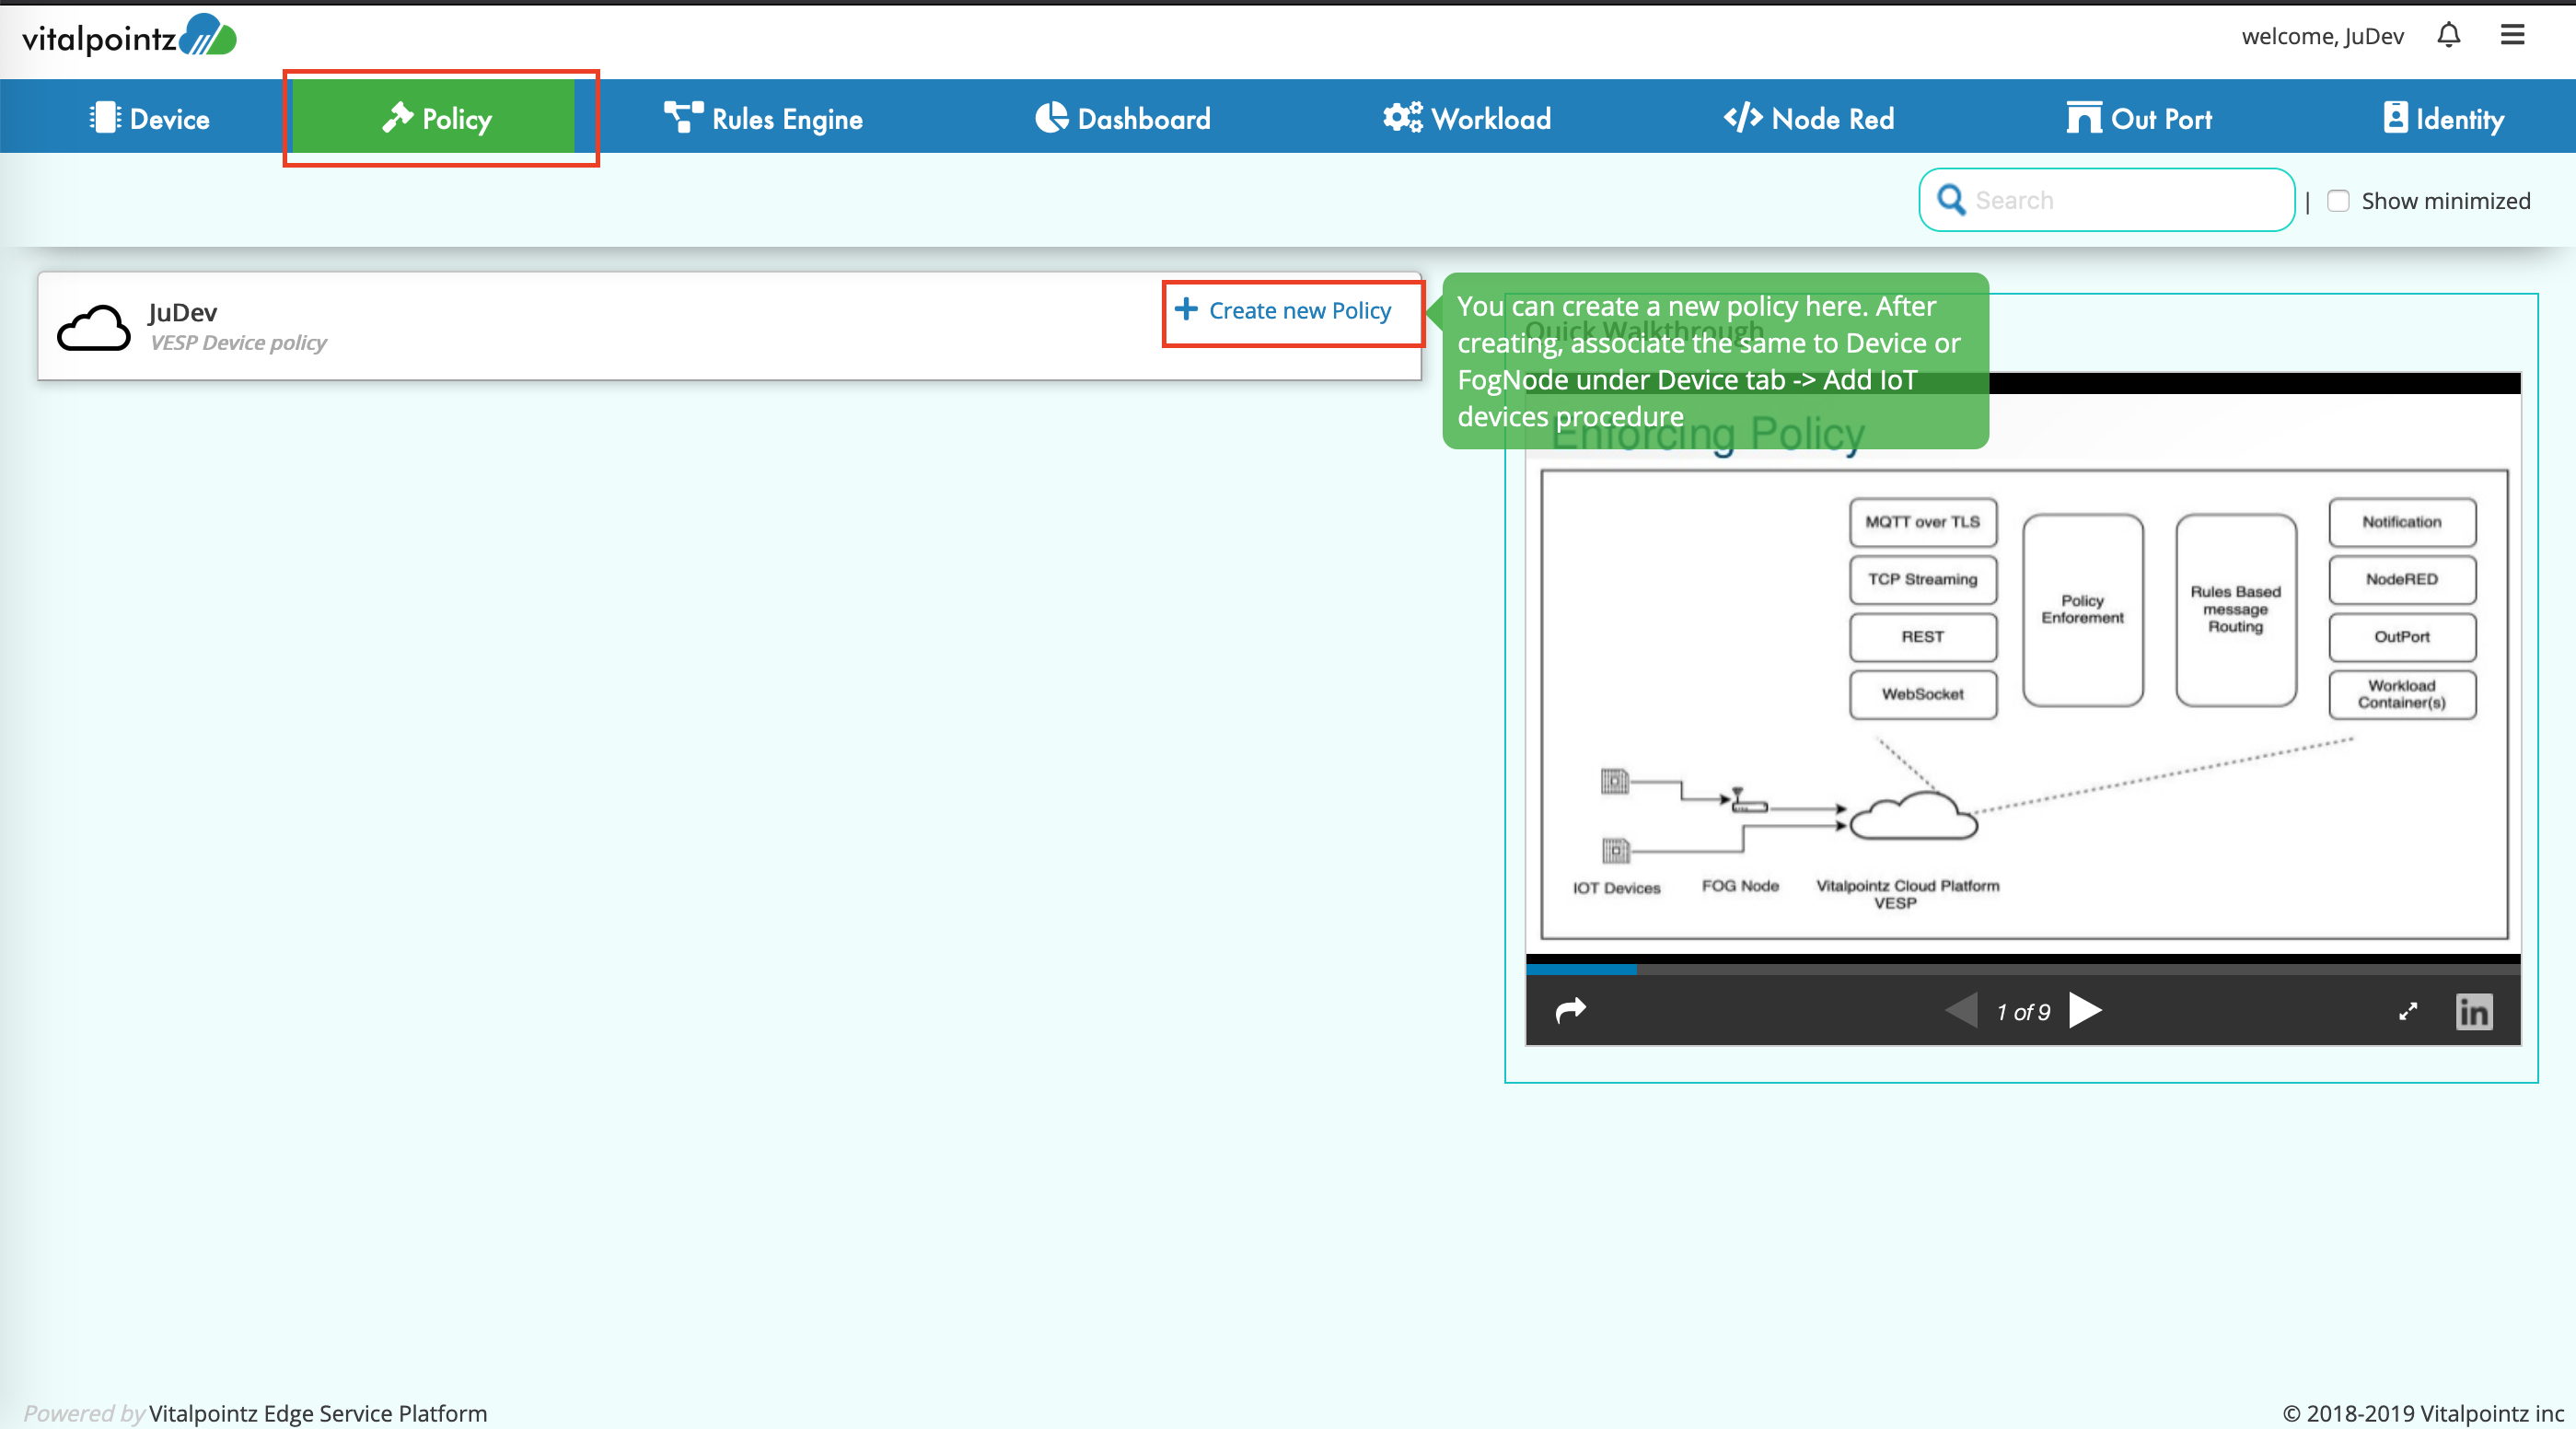 vitalpointz
welcome, JuDev
Device
Policy
Rules Engine
Dashboard
Workload
Node Red
Out Port
Identity
Search
|
Show minimized
JuDev
VESP Device policy
+ Create new Policy
You can create a new policy here. After
creating, associate the same to Device or
FogNode under Device tab -> Add IoT
devices procedure
Quick Walkthrough
Enforcing Policy
MQTT over TLS
TCP Streaming
REST
WebSocket
Policy
Enforement
Rules Based
message
Routing
Notification
NodeRED
OutPort
Workload
Container(s)
IOT Devices
FOG Node
Vitalpointz Cloud Platform
VESP
1 of 9
in
Powered by Vitalpointz Edge Service Platform
© 2018-2019 Vitalpointz inc